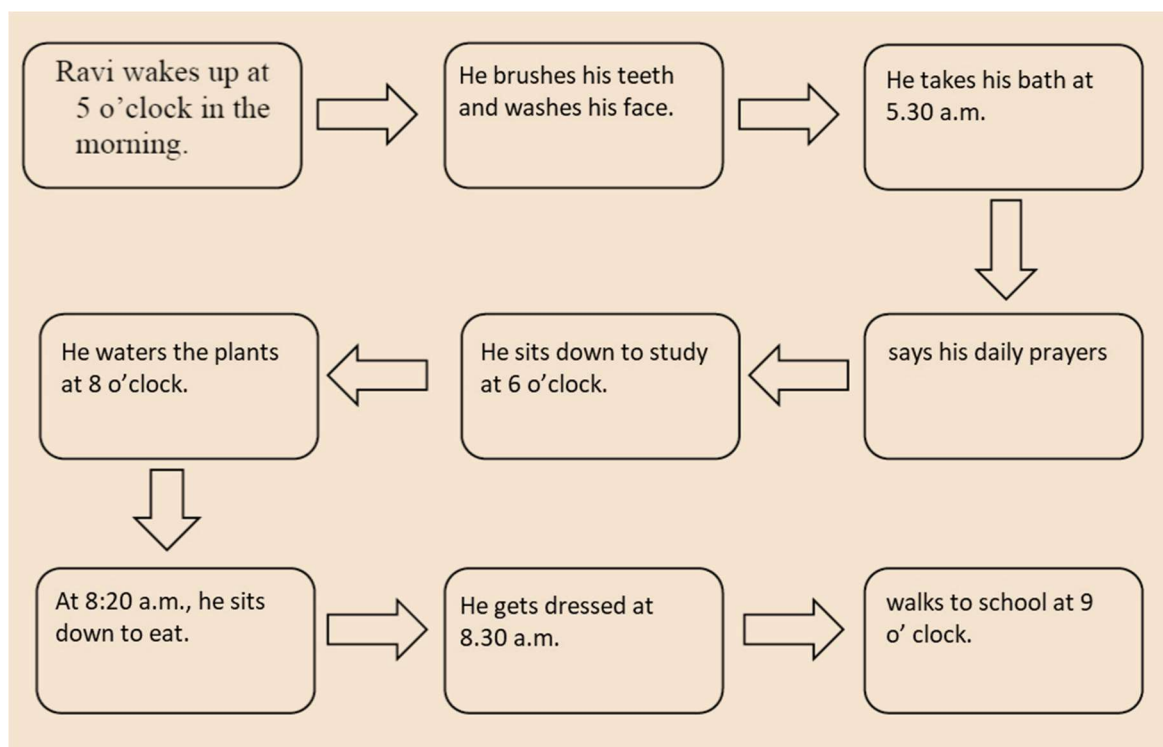 Ravi wakes up at
5 o’clock in the
morning.
He brushes his teeth
and washes his face.
He takes his bath at
5.30 a.m.
says his daily prayers
He sits down to study
at 6 o’clock.
He waters the plants
at 8 o’clock.
At 8:20 a.m., he sits
down to eat.
He gets dressed at
8.30 a.m.
walks to school at 9
o’ clock.